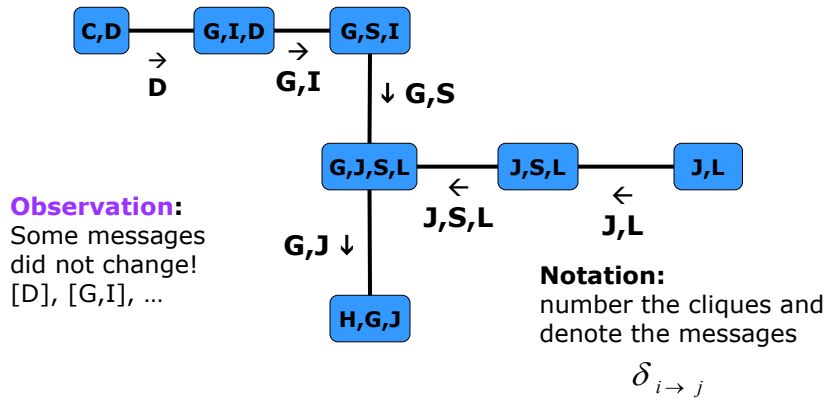 C,D
G,I,D
G,S,I
→
D
→
G,I
↓ G,S
G,J,S,L
J,S,L
J,L
←
J,S,L
←
J,L
Observation:
Some messages
did not change!
[D], [G,I], …
G,J ↓
Notation:
number the cliques and
denote the messages
δ i→ j
H,G,J